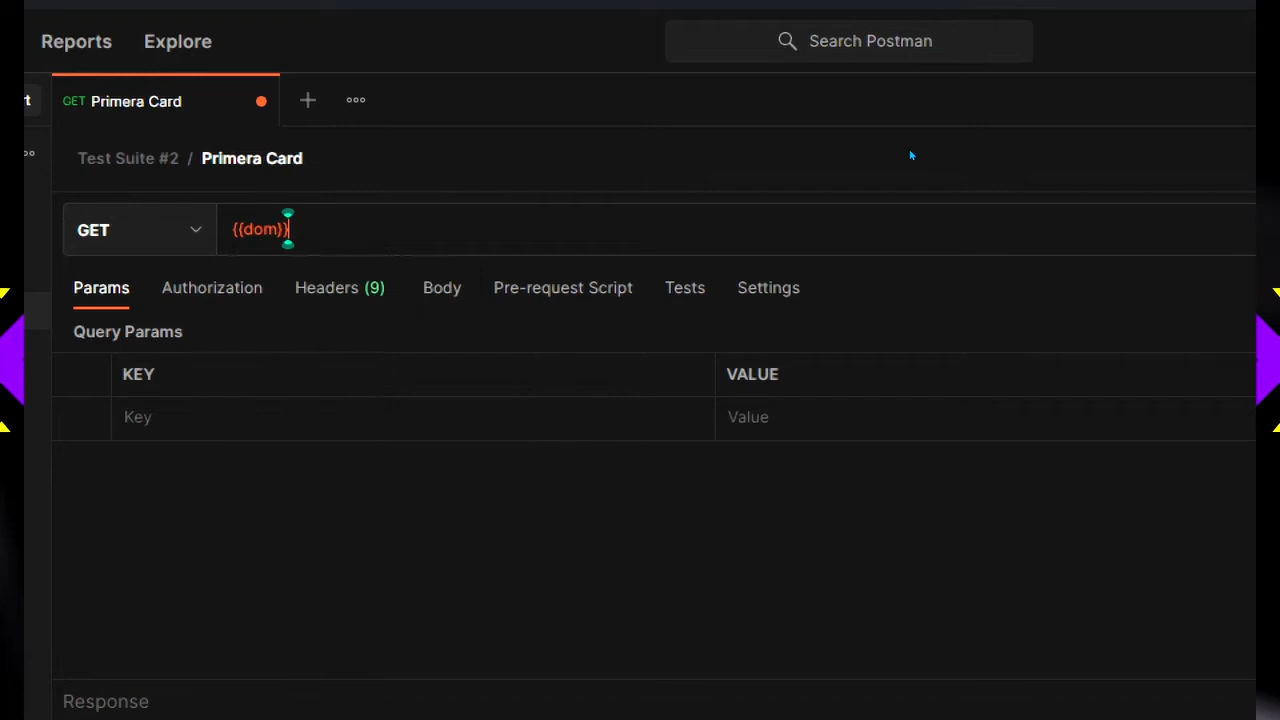 Reports Explore Search Postman
t GET Primera Card
Test Suite #2 / Primera Card
GET {{dom}}
Params Authorization Headers (9) Body Pre-request Script Tests Settings
Query Params
KEY VALUE
Key Value
Response